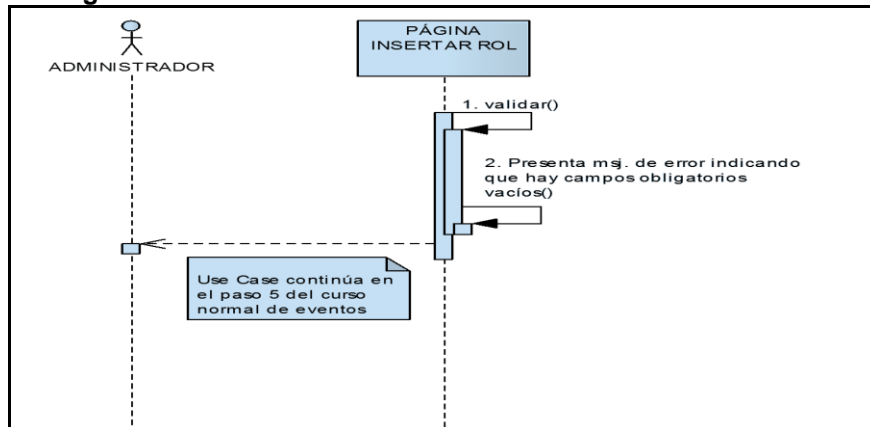 PÁGINA
INSERTAR ROL
ADMINISTRADOR
1. validar()
2. Presenta msj. de error indicando
que hay campos obligatorios
vacíos()
Use Case continúa en
el paso 5 del curso
normal de eventos